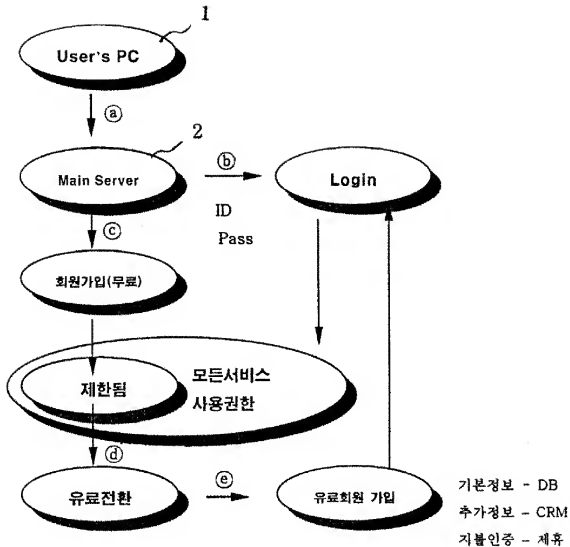 1
User's PC
ⓐ
2
Main Server
ⓑ
Login
ID
Pass
ⓒ
회원가입(무료)
제한됨
모든서비스
사용권한
ⓓ
유료전환
ⓔ
유료회원 가입
기본정보 - DB
추가정보 - CRM
지불인증 - 제휴